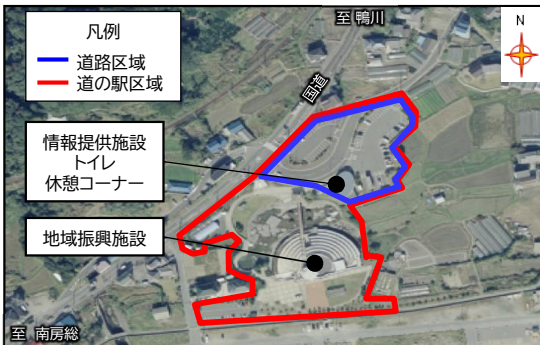 凡例
道路区域
道の駅区域
至 鴨川
N
国道
情報提供施設
トイレ
休憩コーナー
地域振興施設
至 南房総